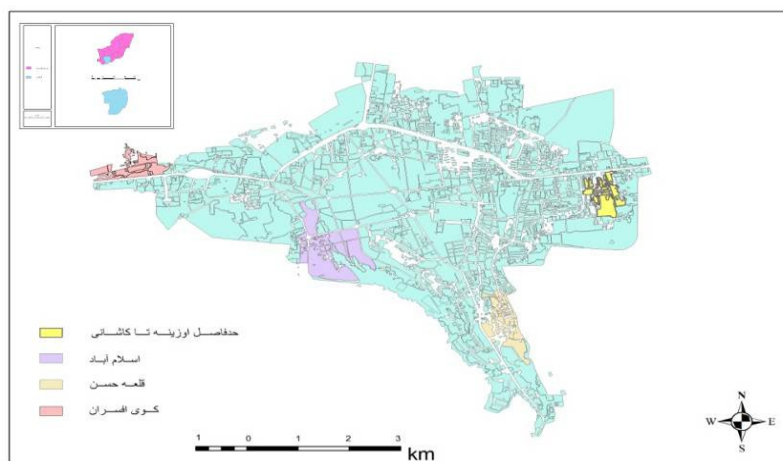 حدفاصل اوزینه تا کاشانی
اسلام آباد
قلعه حسن
کوی افسران
N
W E
S
1 0 1 2 3
km